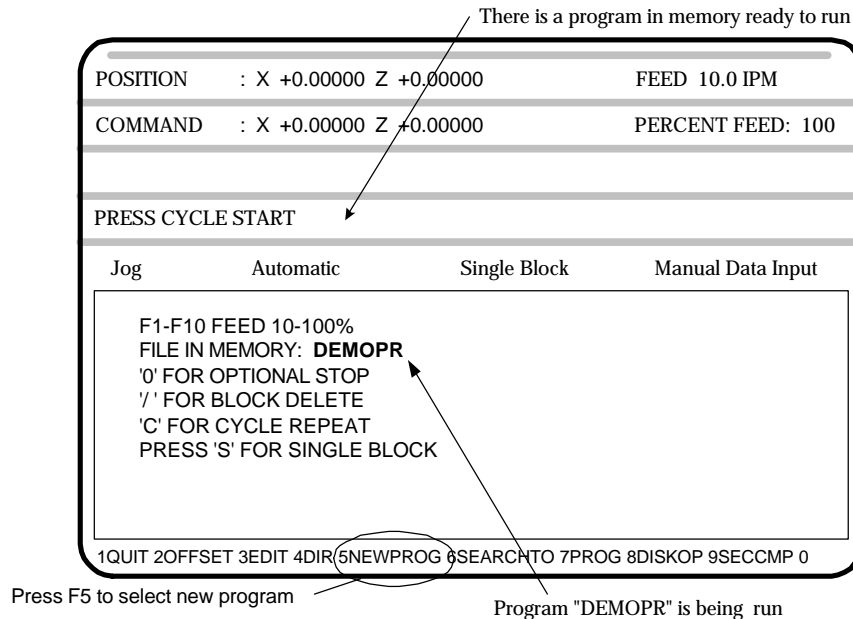 There is a program in memory ready to run
POSITION : X +0.00000 Z +0.00000 FEED 10.0 IPM
COMMAND : X +0.00000 Z +0.00000 PERCENT FEED: 100
PRESS CYCLE START
Jog Automatic Single Block Manual Data Input
F1-F10 FEED 10-100%
FILE IN MEMORY: DEMOPR
'0' FOR OPTIONAL STOP
'/ ' FOR BLOCK DELETE
'C' FOR CYCLE REPEAT
PRESS 'S' FOR SINGLE BLOCK
1QUIT 2OFFSET 3EDIT 4DIR 5NEWPROG 6SEARCHTO 7PROG 8DISKOP 9SECCMP 0
Press F5 to select new program
Program "DEMOPR" is being run